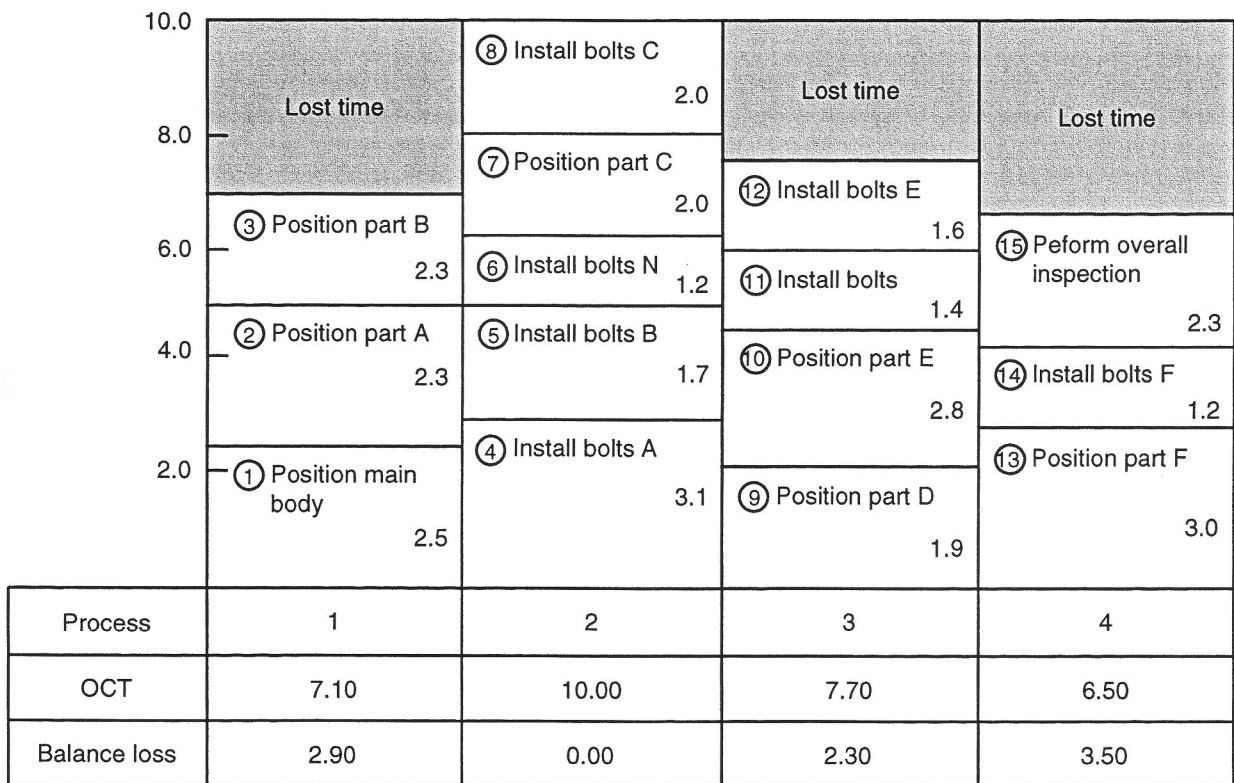 10.0
8.0
6.0
4.0
2.0
Lost time
③ Position part B
2.3
② Position part A
2.3
① Position main
body
2.5
⑧ Install bolts C
2.0
⑦ Position part C
2.0
⑥ Install bolts N
1.2
⑤ Install bolts B
1.7
④ Install bolts A
3.1
Lost time
⑫ Install bolts E
1.6
⑪ Install bolts
1.4
⑩ Position part E
2.8
⑨ Position part D
1.9
Lost time
⑮ Peform overall
inspection
2.3
⑭ Install bolts F
1.2
⑬ Position part F
3.0
Process 1 2 3 4
OCT 7.10 10.00 7.70 6.50
Balance loss 2.90 0.00 2.30 3.50